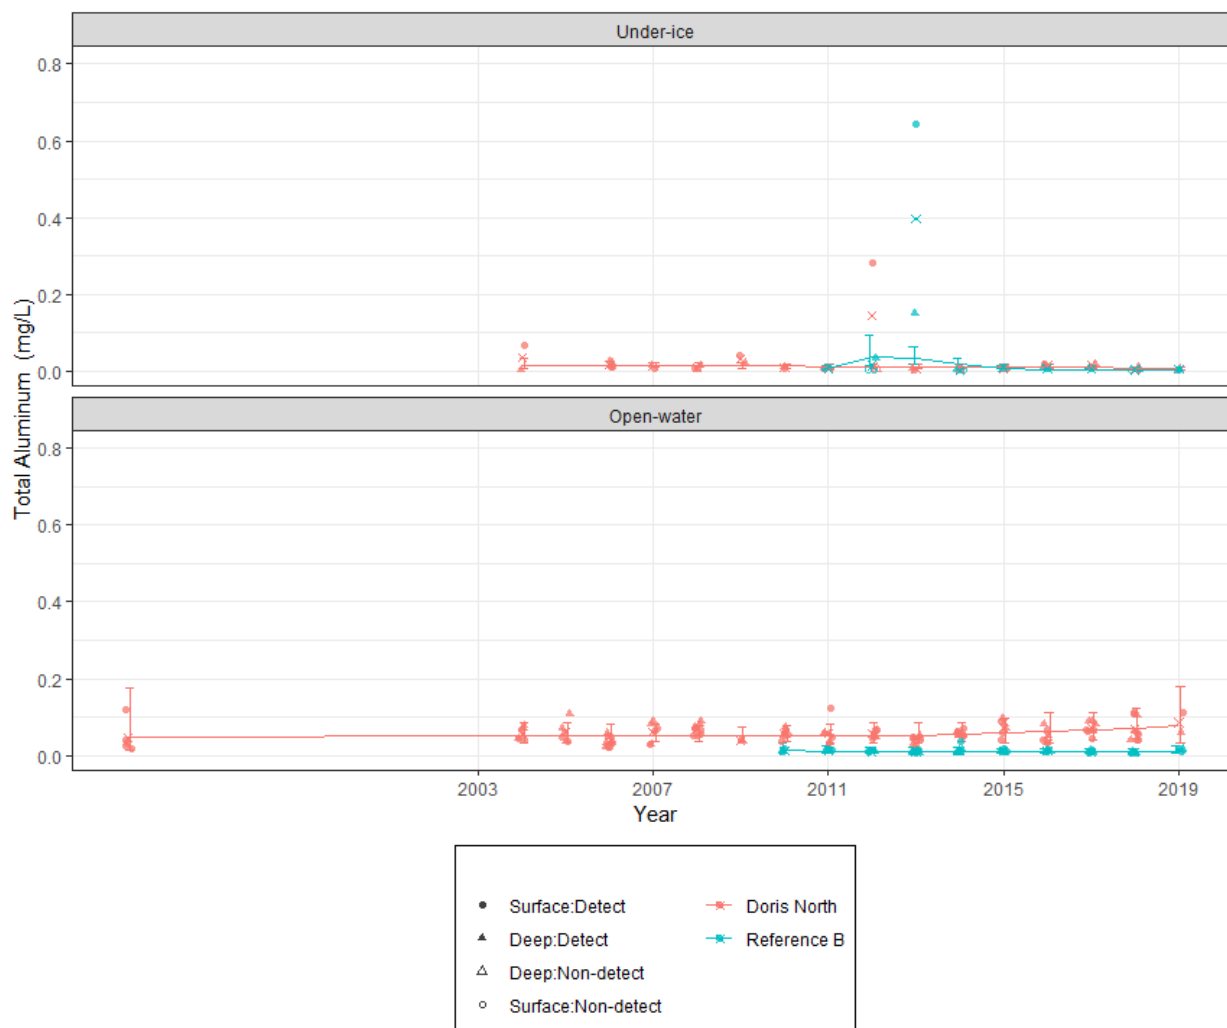 Under-ice
0.8
0.6
0.4
0.2
0.0
Open-water
0.8
0.6
0.4
0.2
0.0
Total Aluminum (mg/L)
2003 2007 2011 2015 2019
Year
Surface:Detect Doris North
Deep:Detect Reference B
Deep:Non-detect
Surface:Non-detect